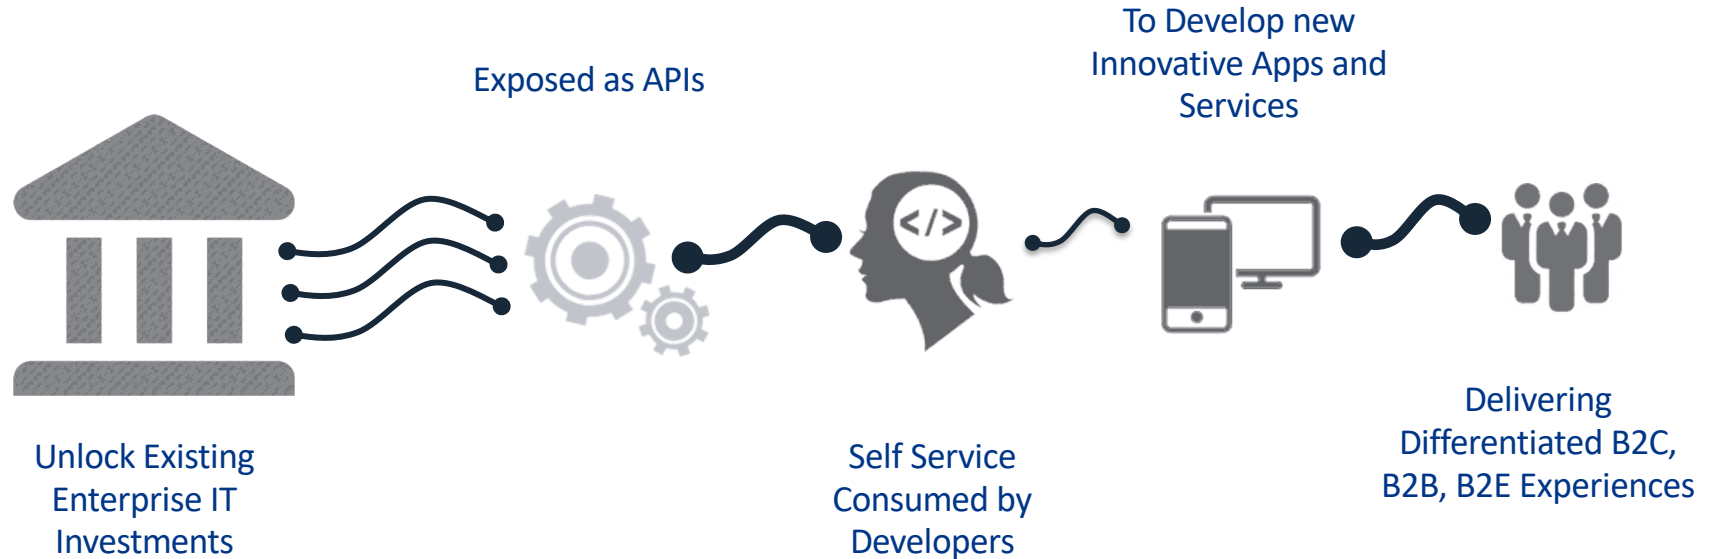 Unlock Existing
Enterprise IT
Investments
Exposed as APIs
</>
Self Service
Consumed by
Developers
To Develop new
Innovative Apps and
Services
Delivering
Differentiated B2C,
B2B, B2E Experiences